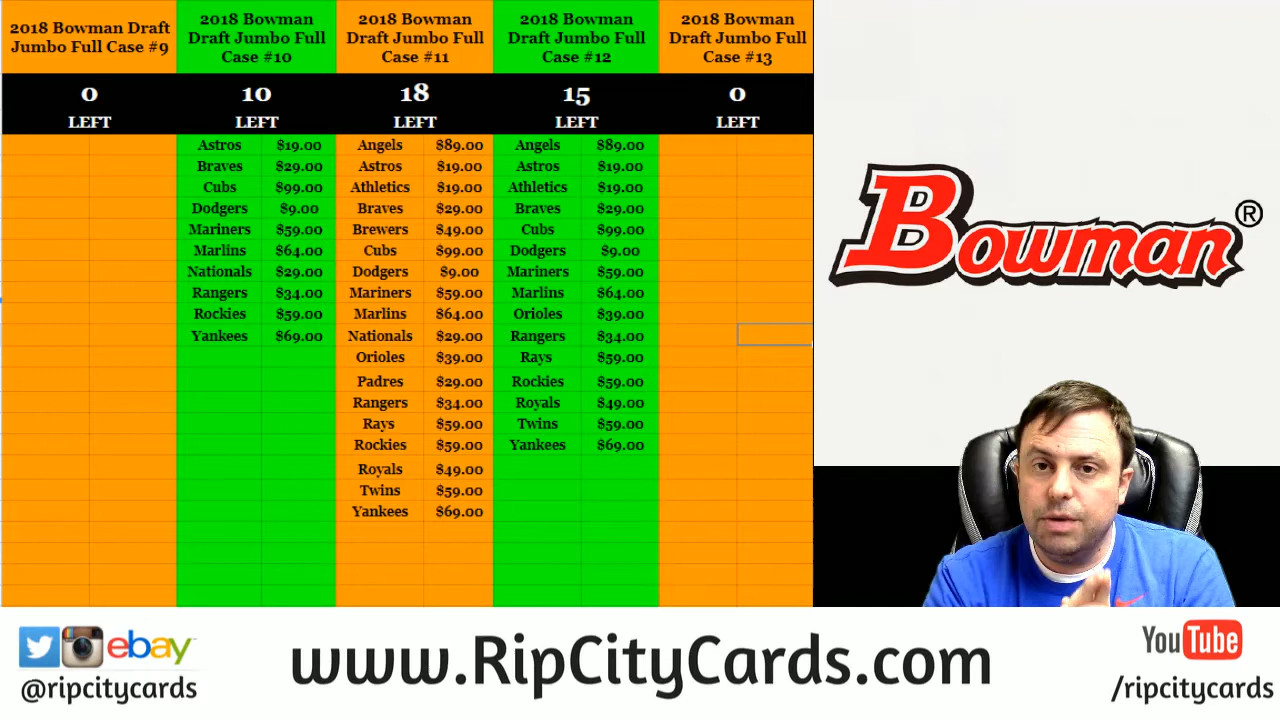 2018 Bowman Draft
Jumbo Full Case #9
0
LEFT
2018 Bowman
Draft Jumbo Full
Case #10
10
LEFT
Astros $19.00
Braves $29.00
Cubs $99.00
Dodgers $9.00
Mariners $59.00
Marlins $64.00
Nationals $29.00
Rangers $34.00
Rockies $59.00
Yankees $69.00
2018 Bowman
Draft Jumbo Full
Case #11
18
LEFT
Angels $89.00
Astros $19.00
Athletics $19.00
Braves $29.00
Brewers $49.00
Cubs $99.00
Dodgers $9.00
Mariners $59.00
Marlins $64.00
Nationals $29.00
Orioles $39.00
Padres $29.00
Rangers $34.00
Rays $59.00
Rockies $59.00
Royals $49.00
Twins $59.00
Yankees $69.00
2018 Bowman
Draft Jumbo Full
Case #12
15
LEFT
Angels $89.00
Astros $19.00
Athletics $19.00
Braves $29.00
Cubs $99.00
Dodgers $9.00
Mariners $59.00
Marlins $64.00
Orioles $39.00
Rangers $34.00
Rays $59.00
Rockies $59.00
Royals $49.00
Twins $59.00
Yankees $69.00
2018 Bowman
Draft Jumbo Full
Case #13
0
LEFT
Bowman ®
ebay
@ripcitycards
www.RipCityCards.com
YouTube
/ripcitycards